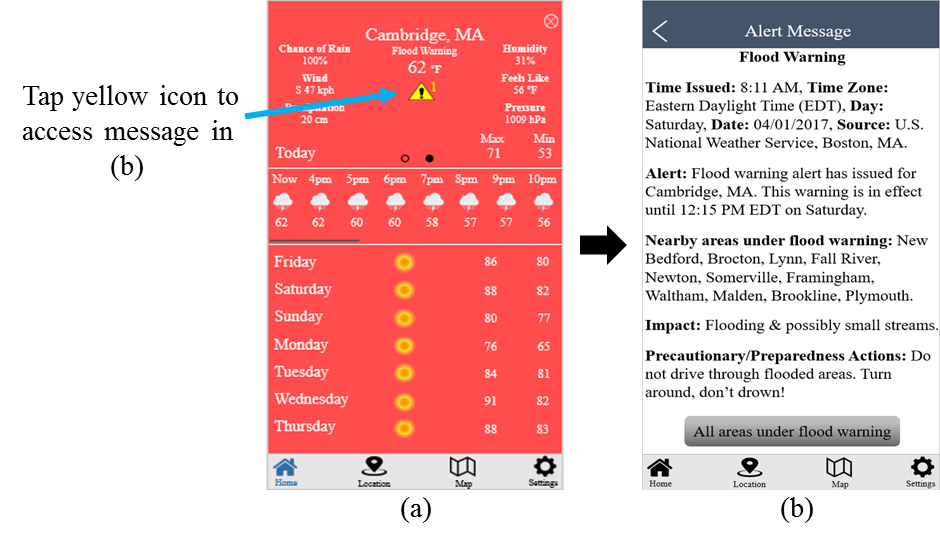 Tap yellow icon to
access message in
(b)
Cambridge, MA
Flood Warning
62 °F
1
Chance of Rain
100%
Wind
S 47 kph
20 cm
Humidity
31%
Feels Like
56 °F
Pressure
1009 hPa
Today
Max Min
71 53
Now 4pm 5pm 6pm 7pm 8pm 9pm 10pm
62 62 60 60 58 57 57 56
Friday 86 80
Saturday 88 82
Sunday 80 77
Monday 76 65
Tuesday 84 81
Wednesday 91 82
Thursday 88 83
Home Location Map Settings
(a)
Alert Message
Flood Warning
Time Issued: 8:11 AM, Time Zone:
Eastern Daylight Time (EDT), Day:
Saturday, Date: 04/01/2017, Source: U.S.
National Weather Service, Boston, MA.
Alert: Flood warning alert has issued for
Cambridge, MA. This warning is in effect
until 12:15 PM EDT on Saturday.
Nearby areas under flood warning: New
Bedford, Brocton, Lynn, Fall River,
Newton, Somerville, Framingham,
Waltham, Malden, Brookline, Plymouth.
Impact: Flooding & possibly small streams.
Precautionary/Preparedness Actions: Do
not drive through flooded areas. Turn
around, don't drown!
All areas under flood warning
Home Location Map Settings
(b)